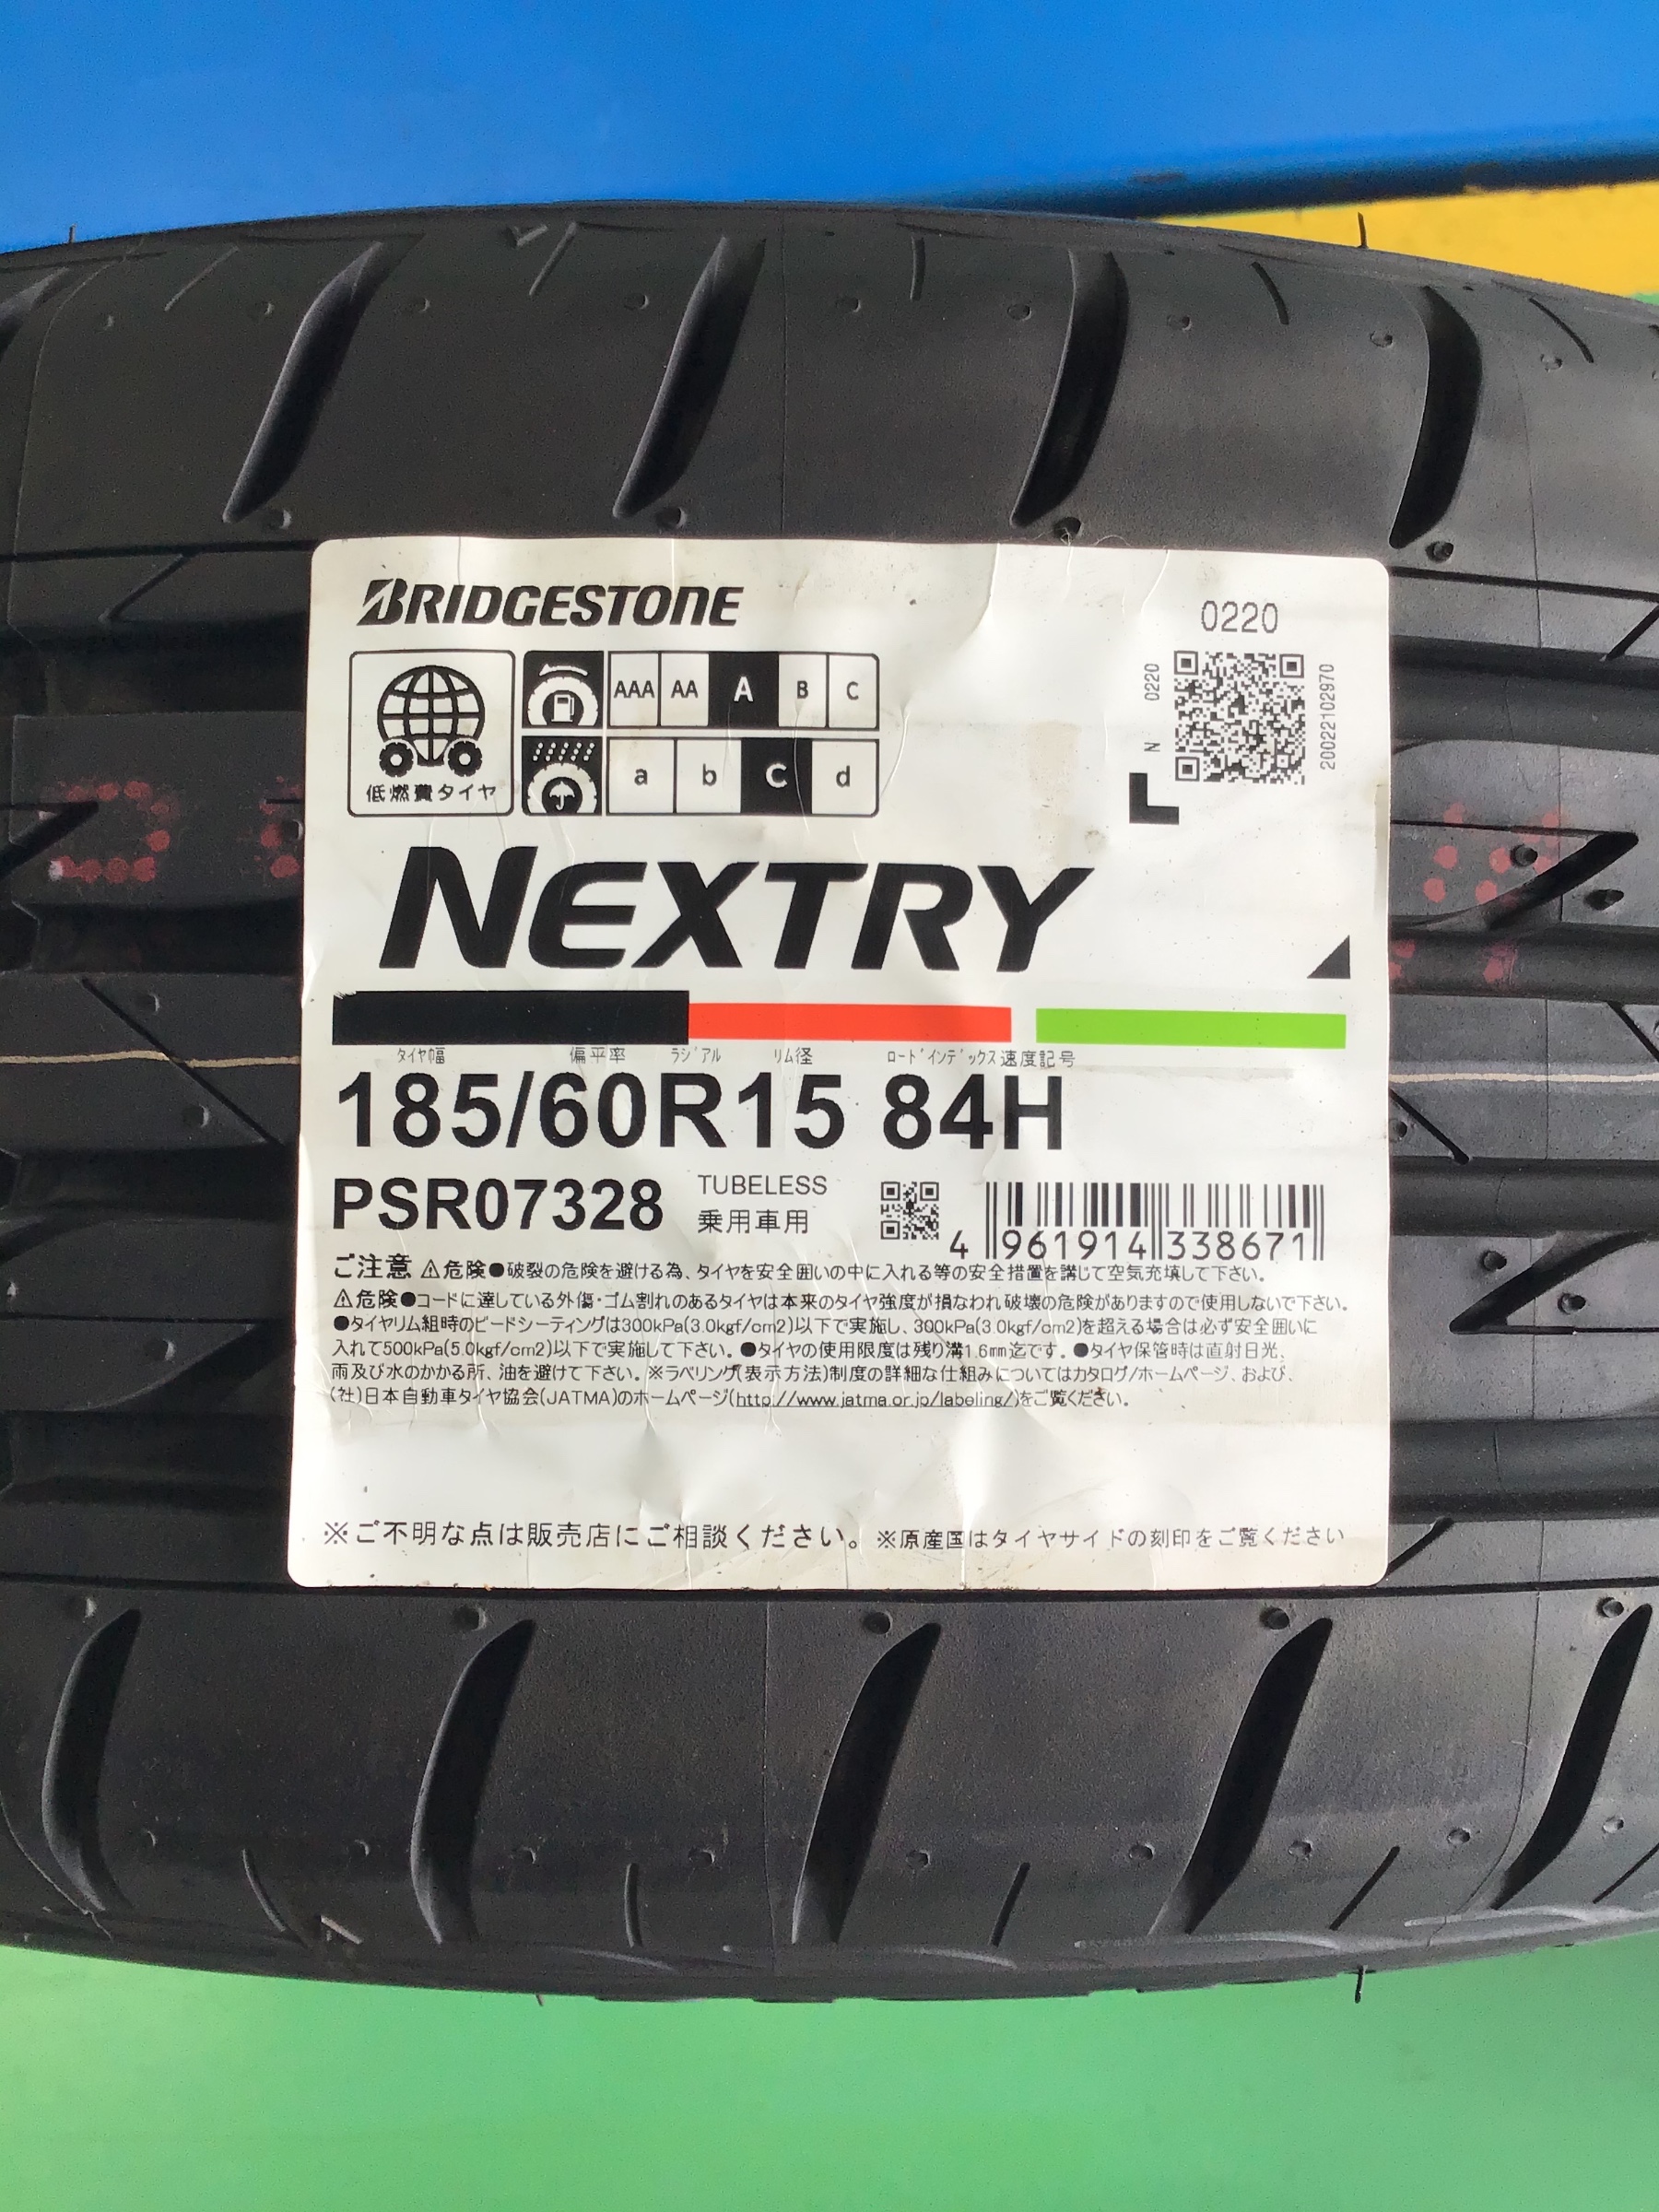 BRIDGESTONE
0220
低燃費タイヤ
AAA AA A B C
a b c d
N 0220
200221029​70
L
NEXTRY
タイヤ幅 偏平率 ラジアル リム径 ロードインデックス 速度記号
185/60R15 84H
PSR07328 TUBELESS
乗用車用
4 961914 338671
ご注意 ⚠危険●破裂の危険を避ける為、タイヤを安全囲いの中に入れる等の安全措置を講じて空気充填して下さい。
⚠危険●コードに達している外傷・ゴム割れのあるタイヤは本来のタイヤ強度が損なわれ破壊の危険がありますので使用しないで下さい。
●タイヤリム組時のビードシーティングは300kPa(3.0kgf/cm2)以下で実施し、300kPa(3.0kgf/cm2)を超える場合は必ず安全囲いに
入れて500kPa(5.0kgf/cm2)以下で実施して下さい。●タイヤの使用限度は残り溝1.6mm迄です。●タイヤ保管時は直射日光、
雨及び水のかかる所、油を避けて下さい。※ラベリング(表示方法)制度の詳細な仕組みについてはカタログ/ホームページ、および、
(社)日本自動車タイヤ協会(JATMA)のホームページ(http://www.jatma.or.jp/labeling/)をご覧ください。
※ご不明な点は販売店にご相談ください。※原産国はタイヤサイドの刻印をご覧ください